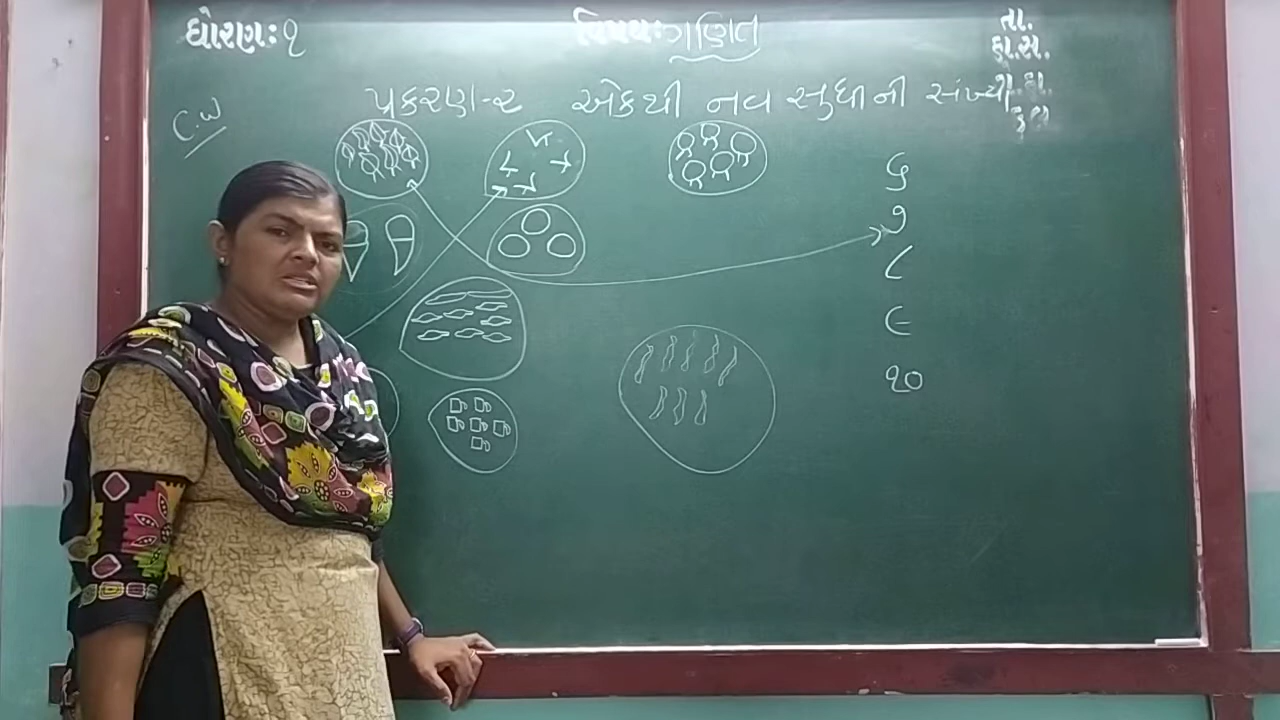 ધોરણઃ૧
વિષયઃગણિત
તા.
હા.સં.
પ્રકરણ-૨ એકથી નવ સુધીની સંખ્યા
C.W
૬
૭
૮
૯
૧૦